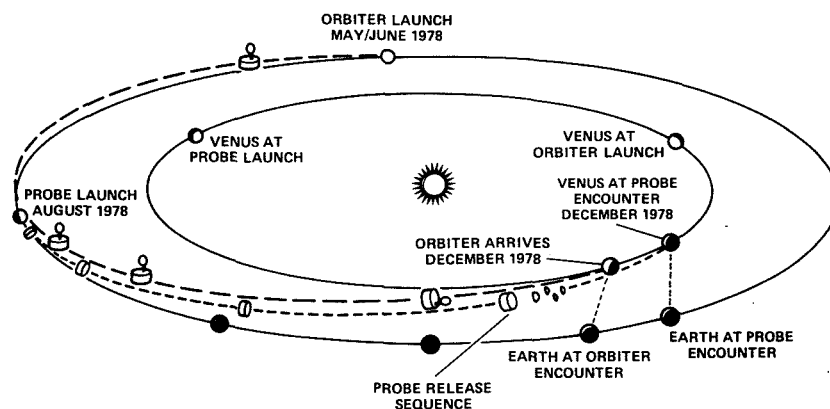 ORBITER LAUNCH
MAY/JUNE 1978
VENUS AT
PROBE LAUNCH
VENUS AT
ORBITER LAUNCH
PROBE LAUNCH
AUGUST 1978
VENUS AT PROBE
ENCOUNTER
DECEMBER 1978
ORBITER ARRIVES
DECEMBER 1978
EARTH AT PROBE
ENCOUNTER
EARTH AT ORBITER
ENCOUNTER
PROBE RELEASE
SEQUENCE